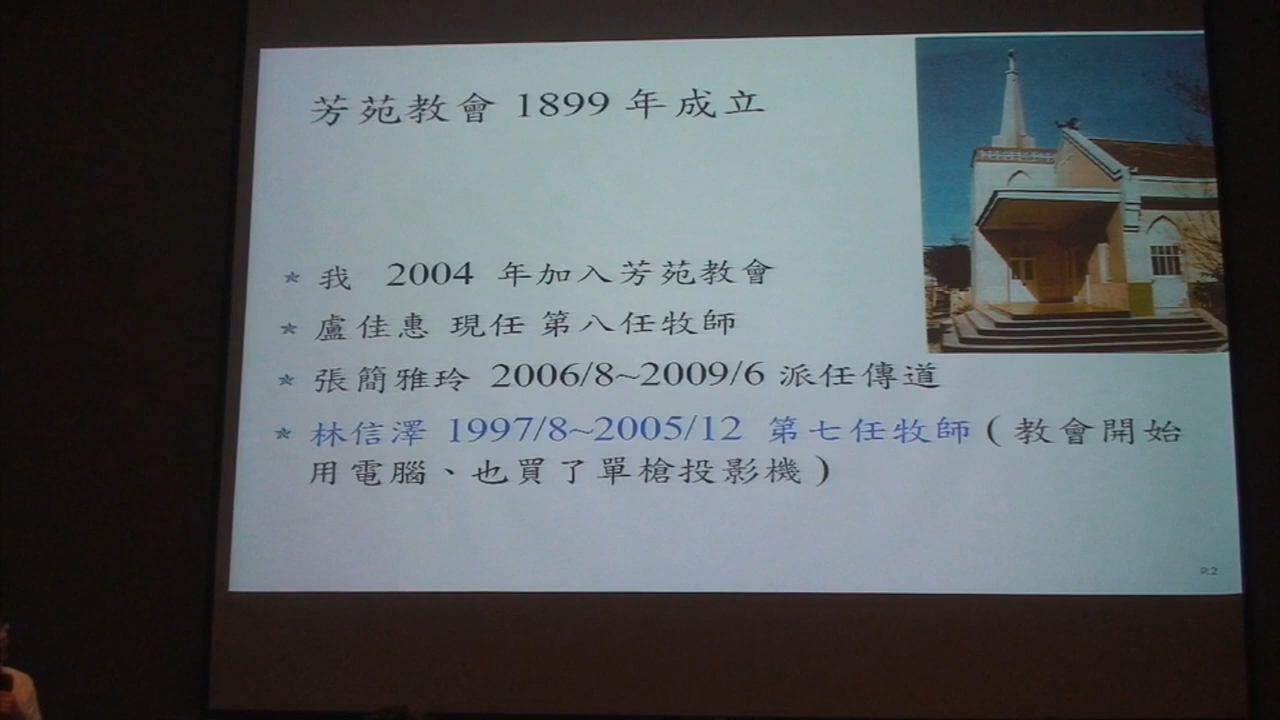 芳苑教會 1899 年成立
* 我 2004 年加入芳苑教會
* 盧佳惠 現任 第八任牧師
* 張簡雅玲 2006/8~2009/6 派任傳道
* 林信澤 1997/8~2005/12 第七任牧師 ( 教會開始
用電腦、也買了單槍投影機 )
P.2